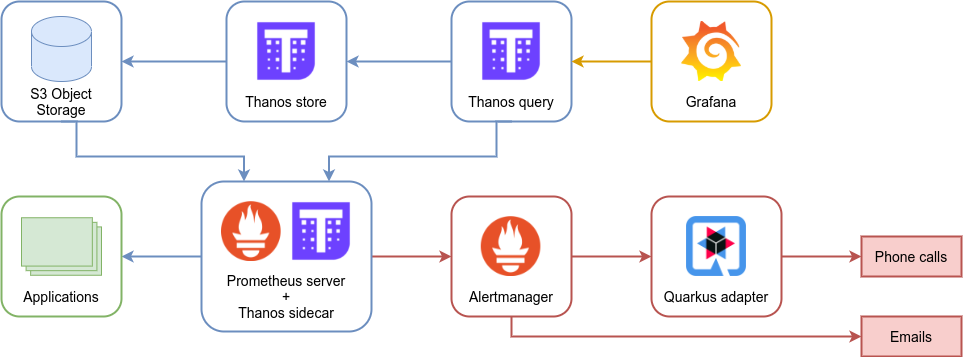 S3 Object
Storage
Thanos store
Thanos query
Grafana
Applications
Prometheus server
+
Thanos sidecar
Alertmanager
Quarkus adapter
Phone calls
Emails